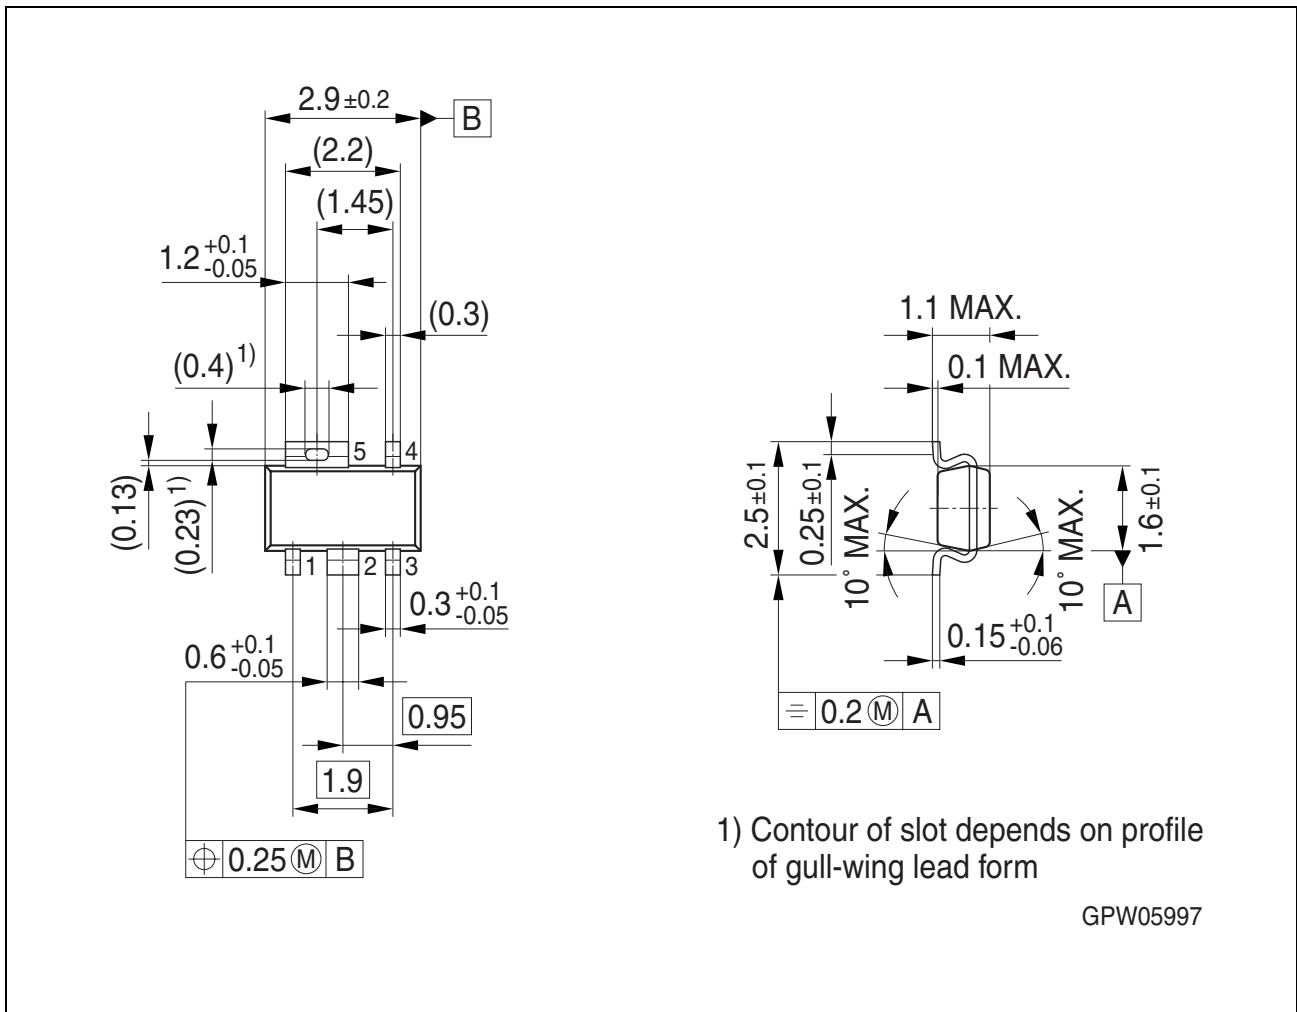 2.9 ±0.2
B
(2.2)
(1.45)
1.2 +0.1
-0.05
(0.3)
(0.4) 1)
5
4
(0.13)
(0.23) 1)
1
2
3
0.3 +0.1
-0.05
0.6 +0.1
-0.05
0.95
1.9
⌖ 0.25 Ⓜ B
1.1 MAX.
0.1 MAX.
2.5±0.1
0.25±0.1
10° MAX.
10° MAX.
1.6±0.1
A
0.15 +0.1
-0.06
⌯ 0.2 Ⓜ A
1) Contour of slot depends on profile
of gull-wing lead form
GPW05997